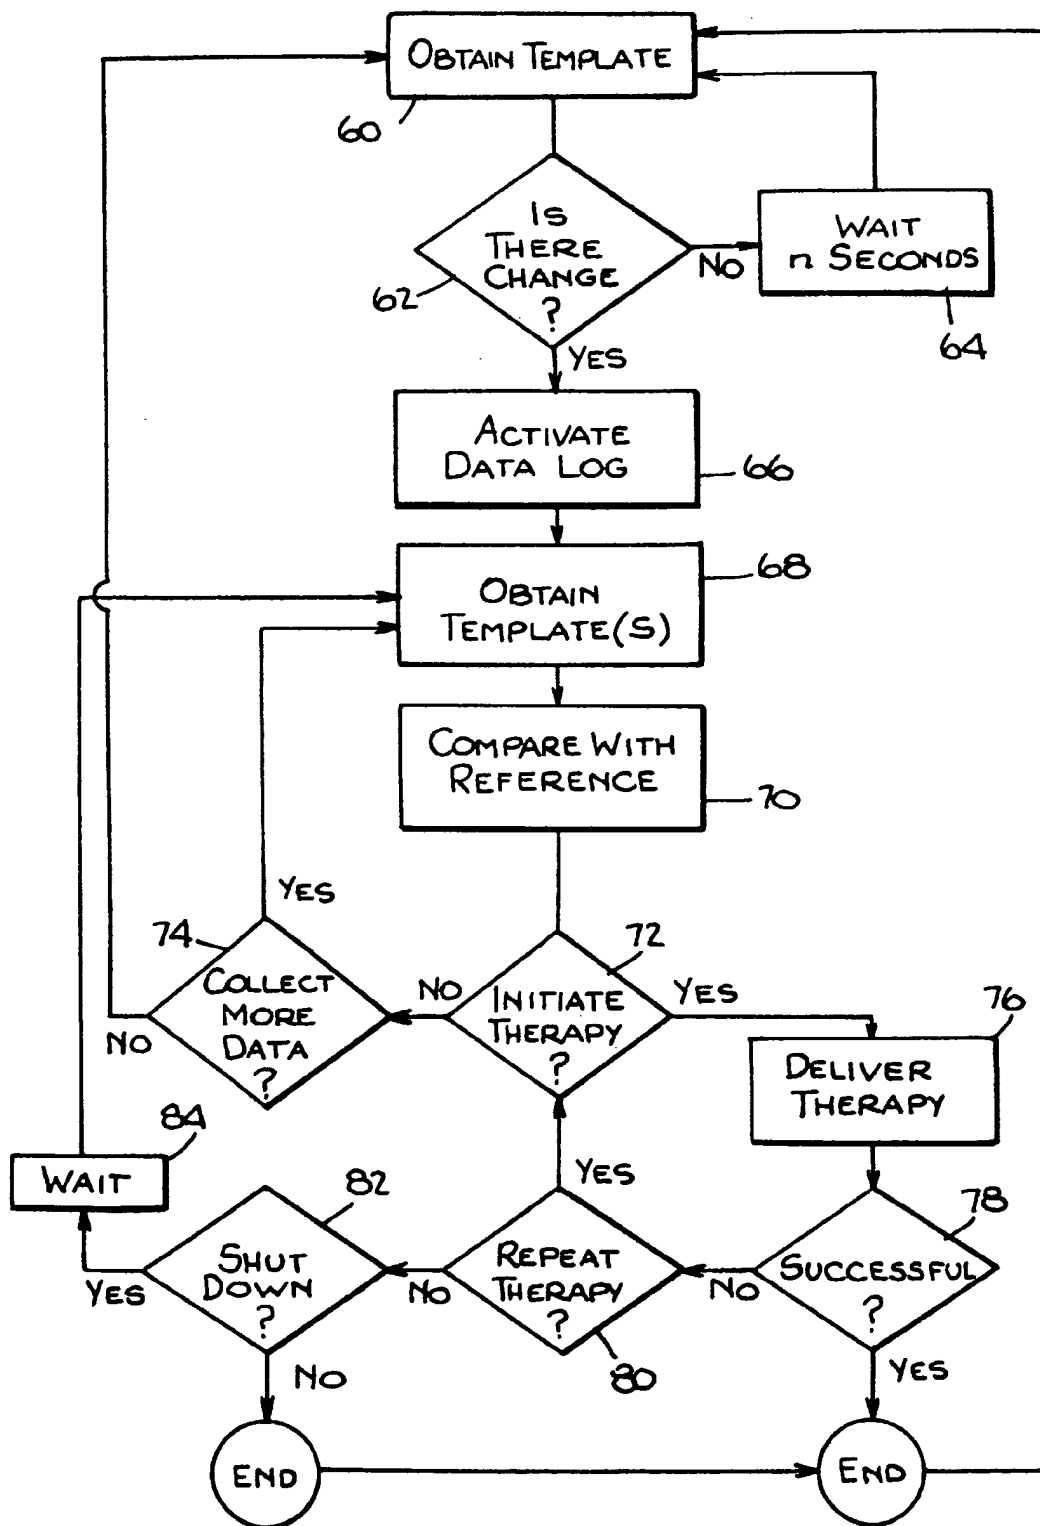 OBTAIN TEMPLATE
60
IS
THERE
CHANGE
?
62
NO
WAIT
n SECONDS
64
YES
ACTIVATE
DATA LOG
66
OBTAIN
TEMPLATE(S)
68
COMPARE WITH
REFERENCE
70
YES
74
COLLECT
MORE
DATA
?
NO
NO
72
INITIATE
THERAPY
?
YES
76
DELIVER
THERAPY
84
WAIT
YES
82
SHUT
DOWN
?
NO
YES
REPEAT
THERAPY
?
80
NO
78
SUCCESSFUL
?
NO
YES
END
END